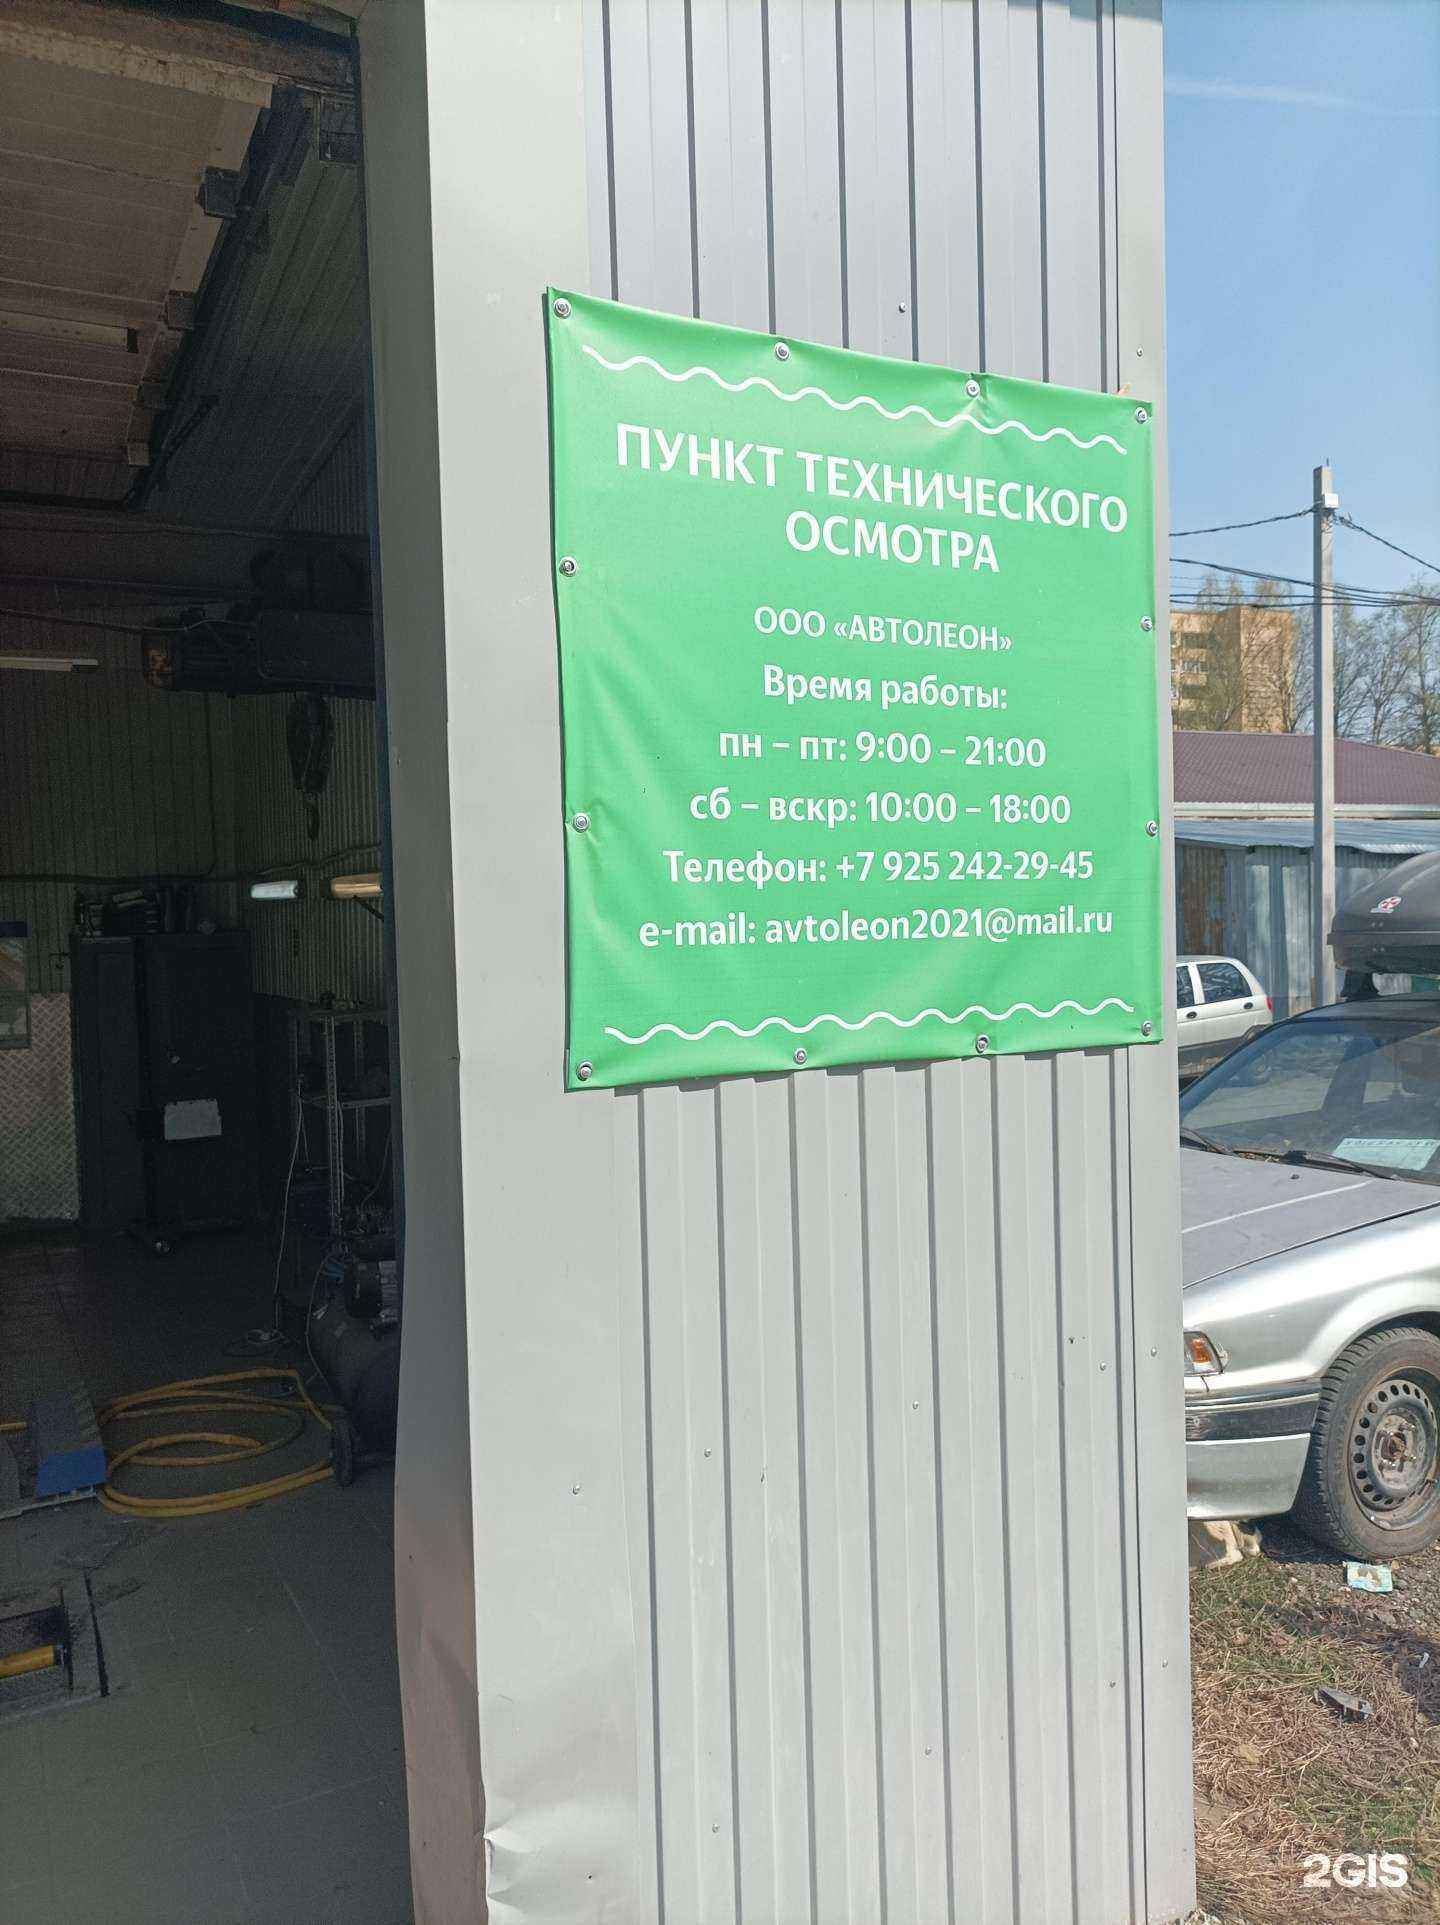 ПУНКТ ТЕХНИЧЕСКОГО
ОСМОТРА
ООО «АВТОЛЕОН»
Время работы:
пн – пт: 9:00 – 21:00
сб – вскр: 10:00 – 18:00
Телефон: +7 925 242-29-45
e-mail: avtoleon2021@mail.ru
2GIS